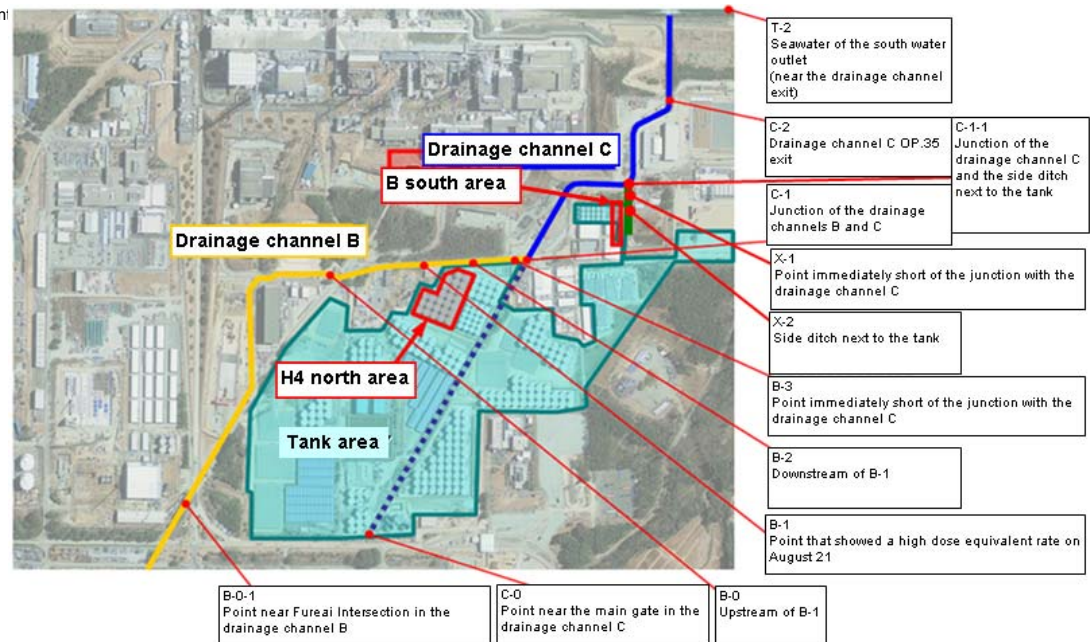 T-2
Seawater of the south water
outlet
(near the drainage channel
exit)
C-2
Drainage channel C OP.35
exit
C-1-1
Junction of the
drainage channel C
and the side ditch
next to the tank
C-1
Junction of the drainage
channels B and C
X-1
Point immediately short of the junction with the
drainage channel C
X-2
Side ditch next to the tank
B-3
Point immediately short of the junction with the
drainage channel C
B-2
Downstream of B-1
B-1
Point that showed a high dose equivalent rate on
August 21
Drainage channel C
B south area
Drainage channel B
H4 north area
Tank area
B-0-1
Point near Fureai Intersection in the
drainage channel B
C-0
Point near the main gate in the
drainage channel C
B-0
Upstream of B-1